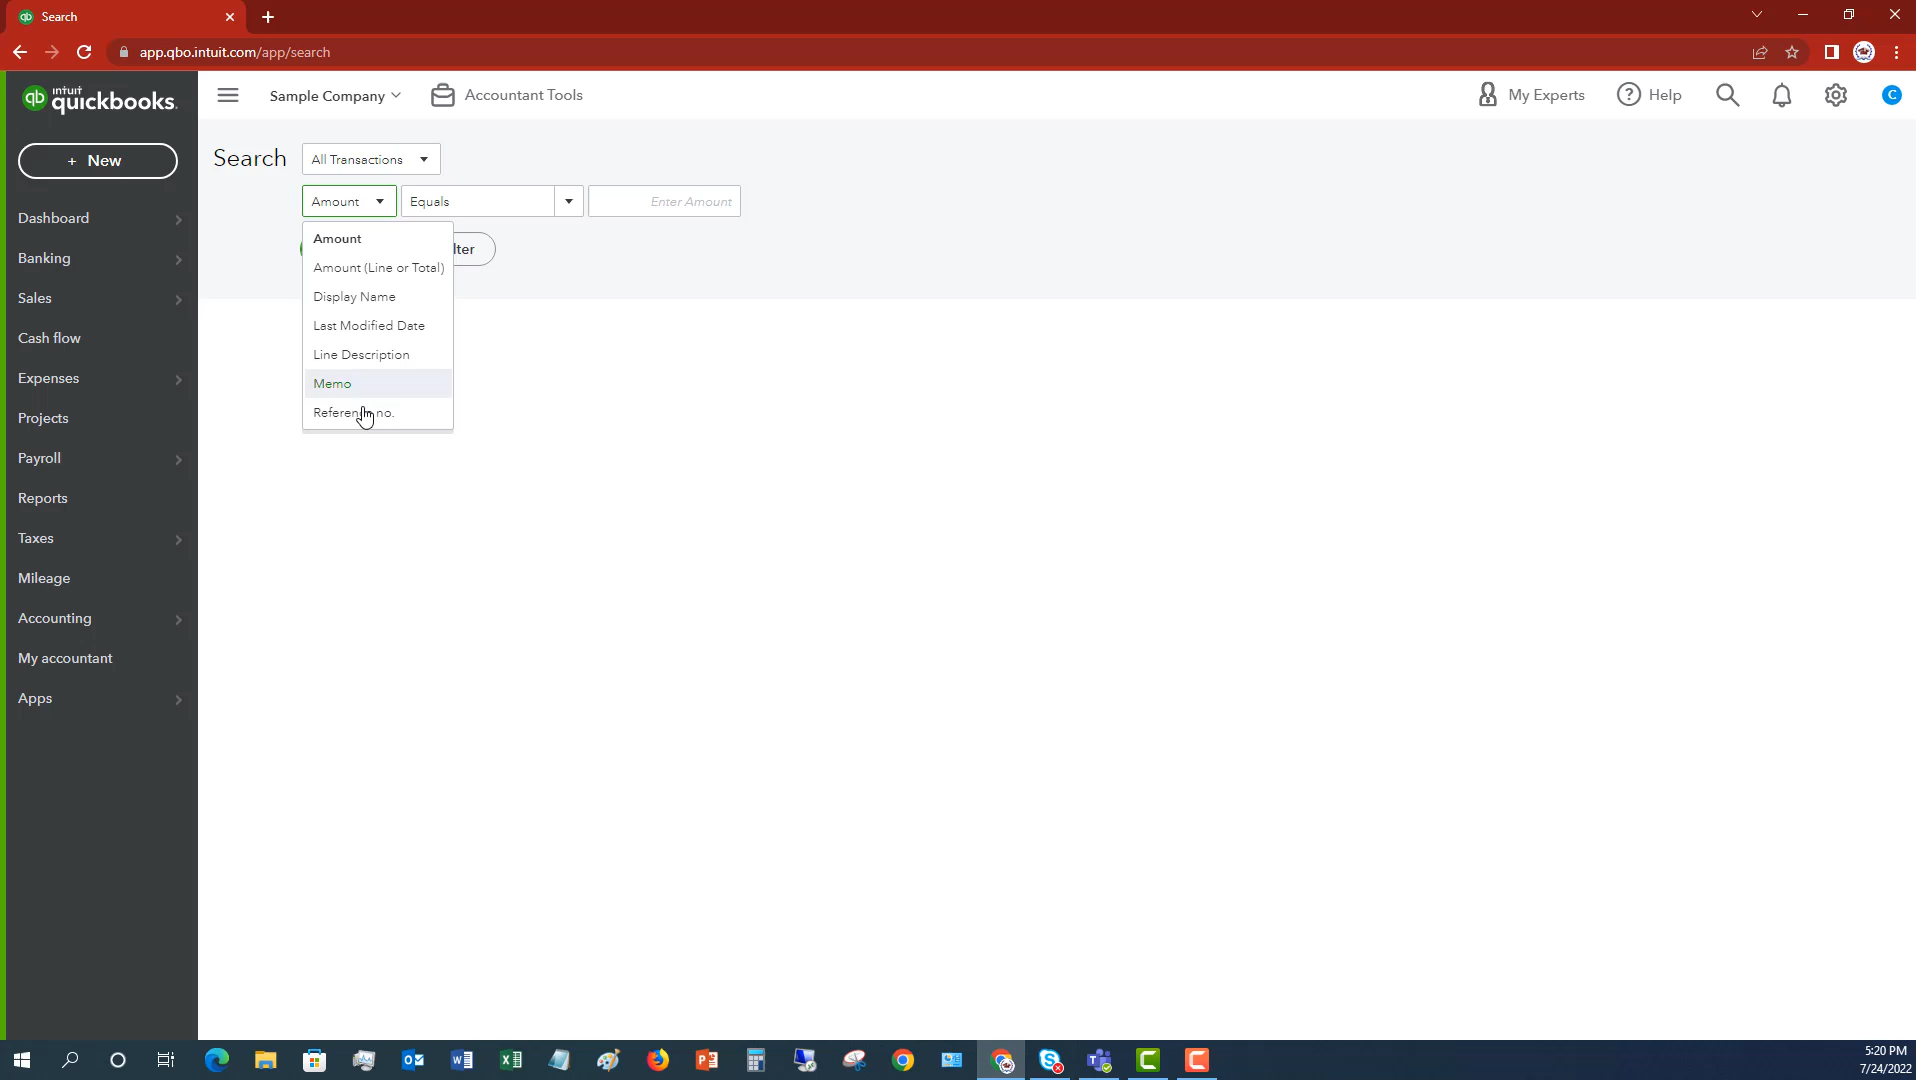 Search
app.qbo.intuit.com/app/search
intuit
quickbooks.
Sample Company
Accountant Tools
My Experts
Help
C
+ New
Dashboard
Banking
Sales
Cash flow
Expenses
Projects
Payroll
Reports
Taxes
Mileage
Accounting
My accountant
Apps
Search
All Transactions
Amount
Equals
Enter Amount
lter
Amount
Amount (Line or Total)
Display Name
Last Modified Date
Line Description
Memo
Reference no.
5:20 PM
7/24/2022